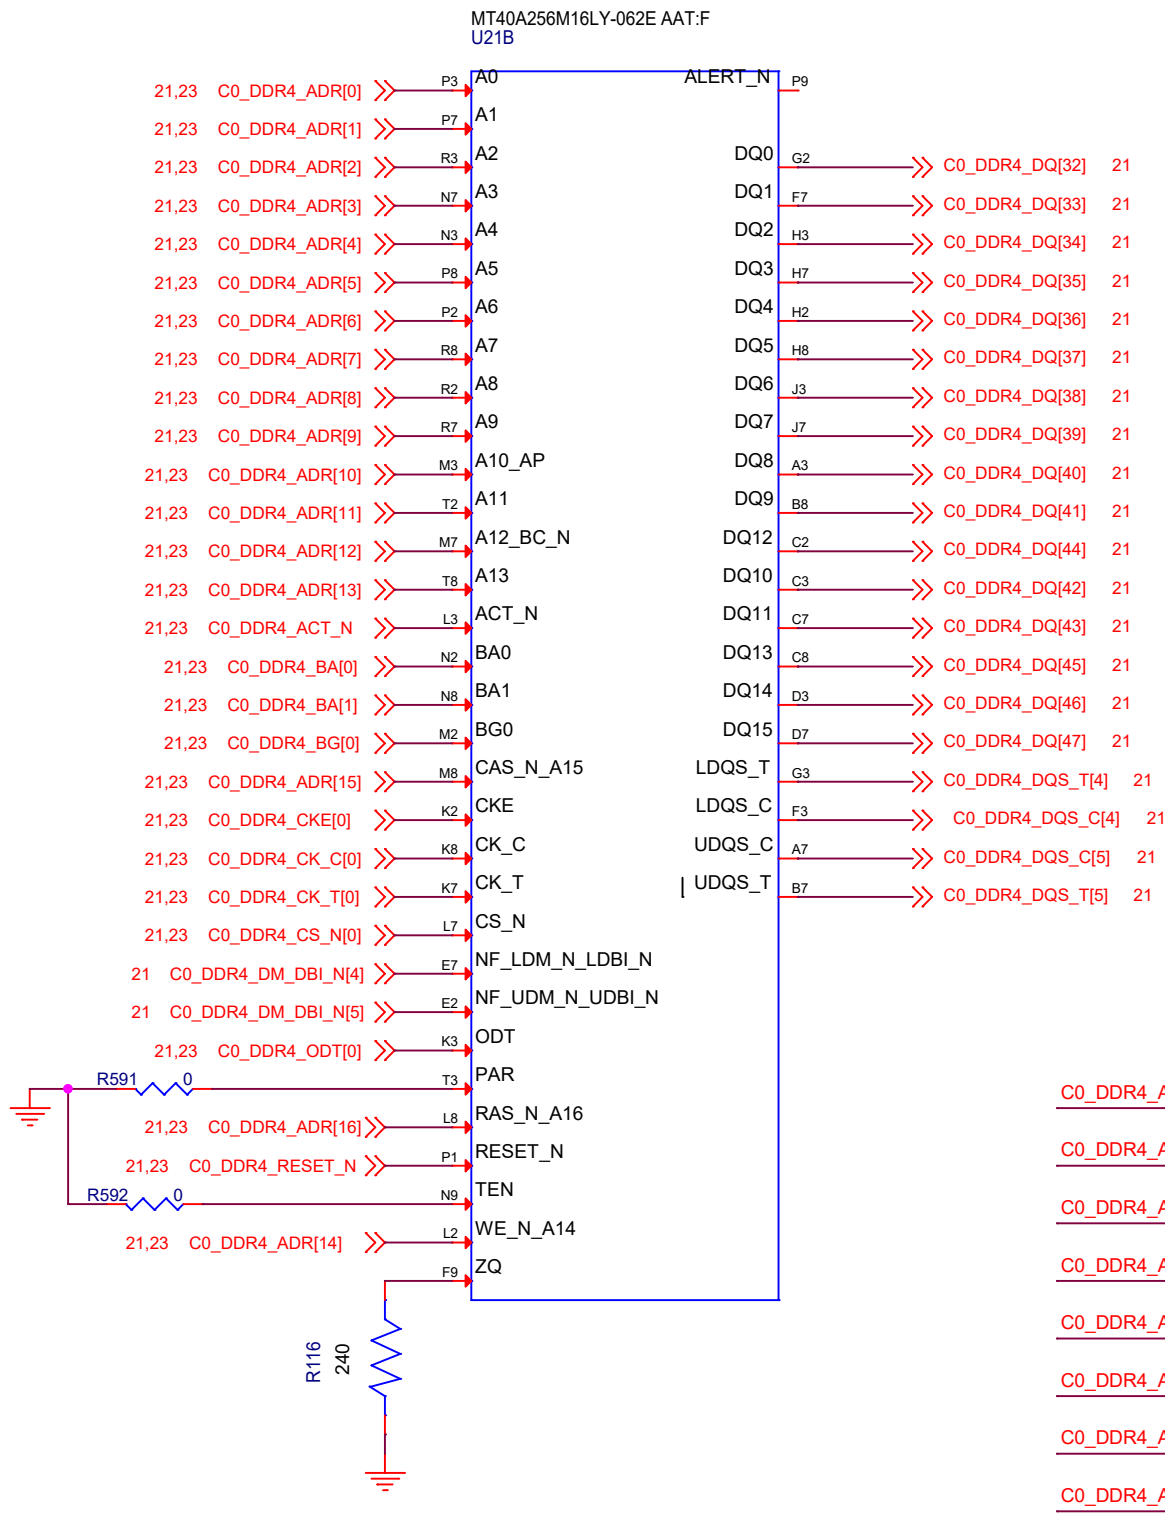 MT40A256M16LY-062E AAT:F
U21B
21,23 C0_DDR4_ADR[0] P3 A0 ALERT_N P9
21,23 C0_DDR4_ADR[1] P7 A1
21,23 C0_DDR4_ADR[2] R3 A2 DQ0 G2 C0_DDR4_DQ[32] 21
21,23 C0_DDR4_ADR[3] N7 A3 DQ1 F7 C0_DDR4_DQ[33] 21
21,23 C0_DDR4_ADR[4] N3 A4 DQ2 H3 C0_DDR4_DQ[34] 21
21,23 C0_DDR4_ADR[5] P8 A5 DQ3 H7 C0_DDR4_DQ[35] 21
21,23 C0_DDR4_ADR[6] P2 A6 DQ4 H2 C0_DDR4_DQ[36] 21
21,23 C0_DDR4_ADR[7] R8 A7 DQ5 H8 C0_DDR4_DQ[37] 21
21,23 C0_DDR4_ADR[8] R2 A8 DQ6 J3 C0_DDR4_DQ[38] 21
21,23 C0_DDR4_ADR[9] R7 A9 DQ7 J7 C0_DDR4_DQ[39] 21
21,23 C0_DDR4_ADR[10] M3 A10_AP DQ8 A3 C0_DDR4_DQ[40] 21
21,23 C0_DDR4_ADR[11] T2 A11 DQ9 B8 C0_DDR4_DQ[41] 21
21,23 C0_DDR4_ADR[12] M7 A12_BC_N DQ12 C2 C0_DDR4_DQ[44] 21
21,23 C0_DDR4_ADR[13] T8 A13 DQ10 C3 C0_DDR4_DQ[42] 21
21,23 C0_DDR4_ACT_N L3 ACT_N DQ11 C7 C0_DDR4_DQ[43] 21
21,23 C0_DDR4_BA[0] N2 BA0 DQ13 C8 C0_DDR4_DQ[45] 21
21,23 C0_DDR4_BA[1] N8 BA1 DQ14 D3 C0_DDR4_DQ[46] 21
21,23 C0_DDR4_BG[0] M2 BG0 DQ15 D7 C0_DDR4_DQ[47] 21
21,23 C0_DDR4_ADR[15] M8 CAS_N_A15 LDQS_T G3 C0_DDR4_DQS_T[4] 21
21,23 C0_DDR4_CKE[0] K2 CKE LDQS_C F3 C0_DDR4_DQS_C[4] 21
21,23 C0_DDR4_CK_C[0] K8 CK_C UDQS_C A7 C0_DDR4_DQS_C[5] 21
21,23 C0_DDR4_CK_T[0] K7 CK_T UDQS_T B7 C0_DDR4_DQS_T[5] 21
21,23 C0_DDR4_CS_N[0] L7 CS_N
21 C0_DDR4_DM_DBI_N[4] E7 NF_LDM_N_LDBI_N
21 C0_DDR4_DM_DBI_N[5] E2 NF_UDM_N_UDBI_N
21,23 C0_DDR4_ODT[0] K3 ODT
R591 0 T3 PAR
C0_DDR4_A
21,23 C0_DDR4_ADR[16] L8 RAS_N_A16
C0_DDR4_A
21,23 C0_DDR4_RESET_N P1 RESET_N
R592 0 N9 TEN
C0_DDR4_A
21,23 C0_DDR4_ADR[14] L2 WE_N_A14
F9 ZQ
C0_DDR4_A
C0_DDR4_A
R116
240
C0_DDR4_A
C0_DDR4_A
C0_DDR4_A